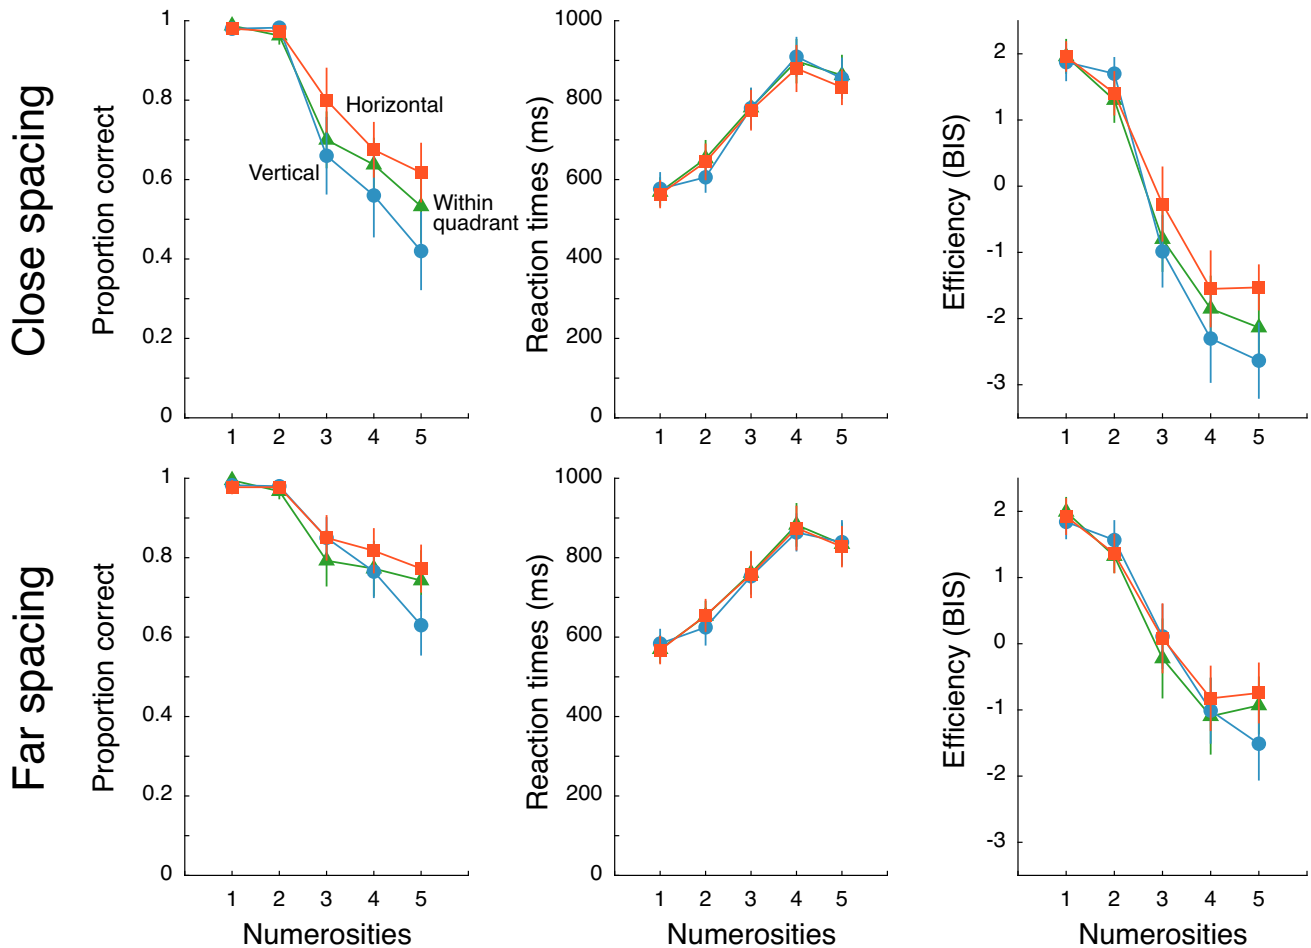 Close spacing
Proportion correct
1
0.8
0.6
0.4
0.2
0
1 2 3 4 5
Horizontal
Vertical
Within
quadrant
Reaction times (ms)
1000
800
600
400
200
0
1 2 3 4 5
Efficiency (BIS)
2
1
0
-1
-2
-3
1 2 3 4 5
Far spacing
Proportion correct
1
0.8
0.6
0.4
0.2
0
1 2 3 4 5
Numerosities
Reaction times (ms)
1000
800
600
400
200
0
1 2 3 4 5
Numerosities
Efficiency (BIS)
2
1
0
-1
-2
-3
1 2 3 4 5
Numerosities